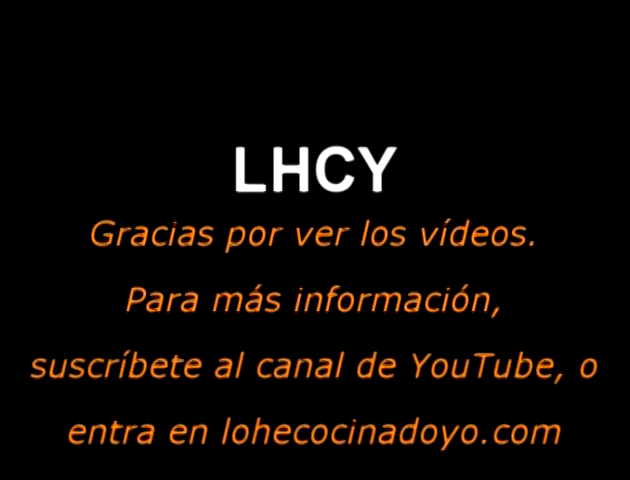 LHCY
Gracias por ver los vídeos.
Para más información,
suscríbete al canal de YouTube, o
entra en lohecocinadoyo.com